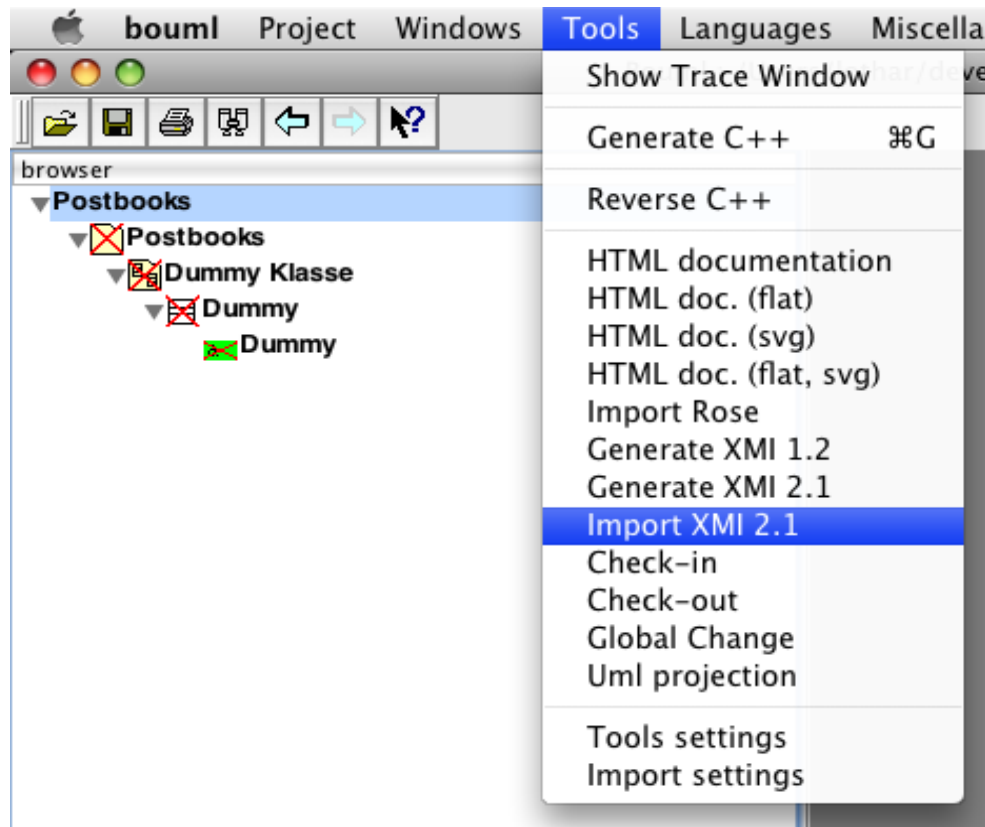 bouml Project Windows Tools Languages Miscella
Show Trace Window
Generate C++ ⌘G
Reverse C++
HTML documentation
HTML doc. (flat)
HTML doc. (svg)
HTML doc. (flat, svg)
Import Rose
Generate XMI 1.2
Generate XMI 2.1
Import XMI 2.1
Check-in
Check-out
Global Change
Uml projection
Tools settings
Import settings
browser
Postbooks
Postbooks
Dummy Klasse
Dummy
Dummy